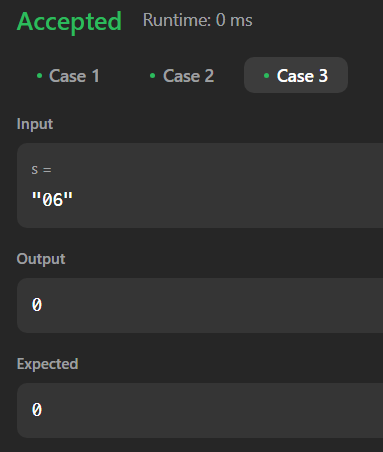 Accepted Runtime: 0 ms
• Case 1 • Case 2 • Case 3
Input
s =
"06"
Output
0
Expected
0